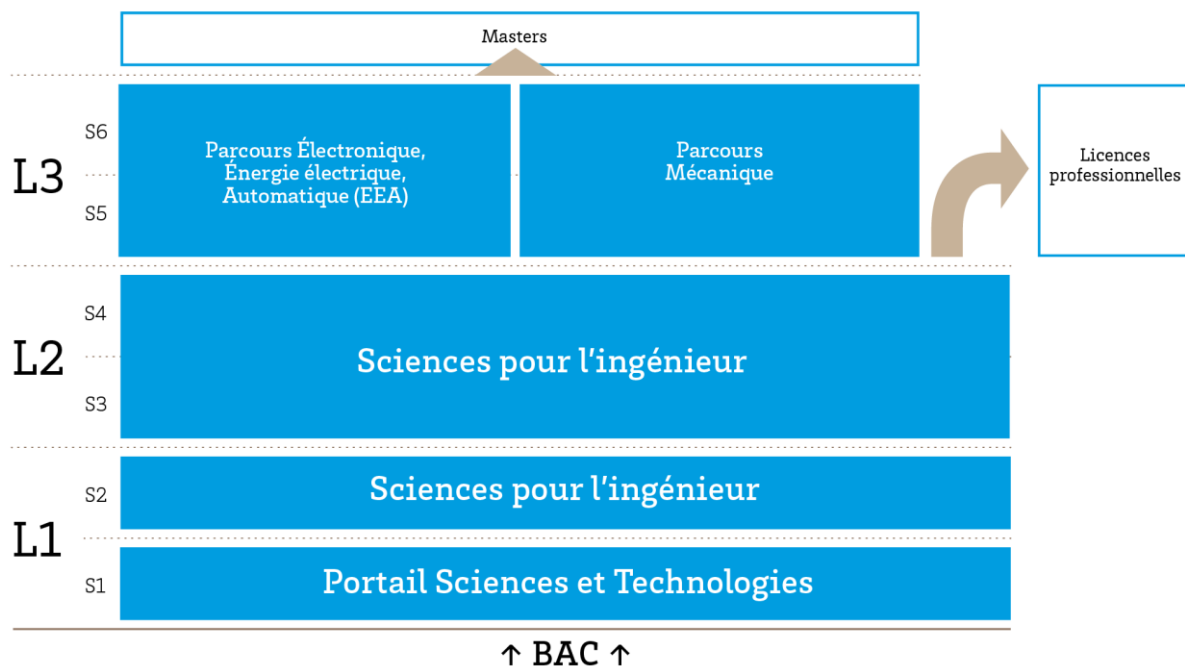 Masters
L3
S6
S5
Parcours Électronique,
Énergie électrique,
Automatique (EEA)
Parcours
Mécanique
Licences
professionnelles
L2
S4
S3
Sciences pour l'ingénieur
L1
S2
Sciences pour l'ingénieur
S1
Portail Sciences et Technologies
↑ BAC ↑